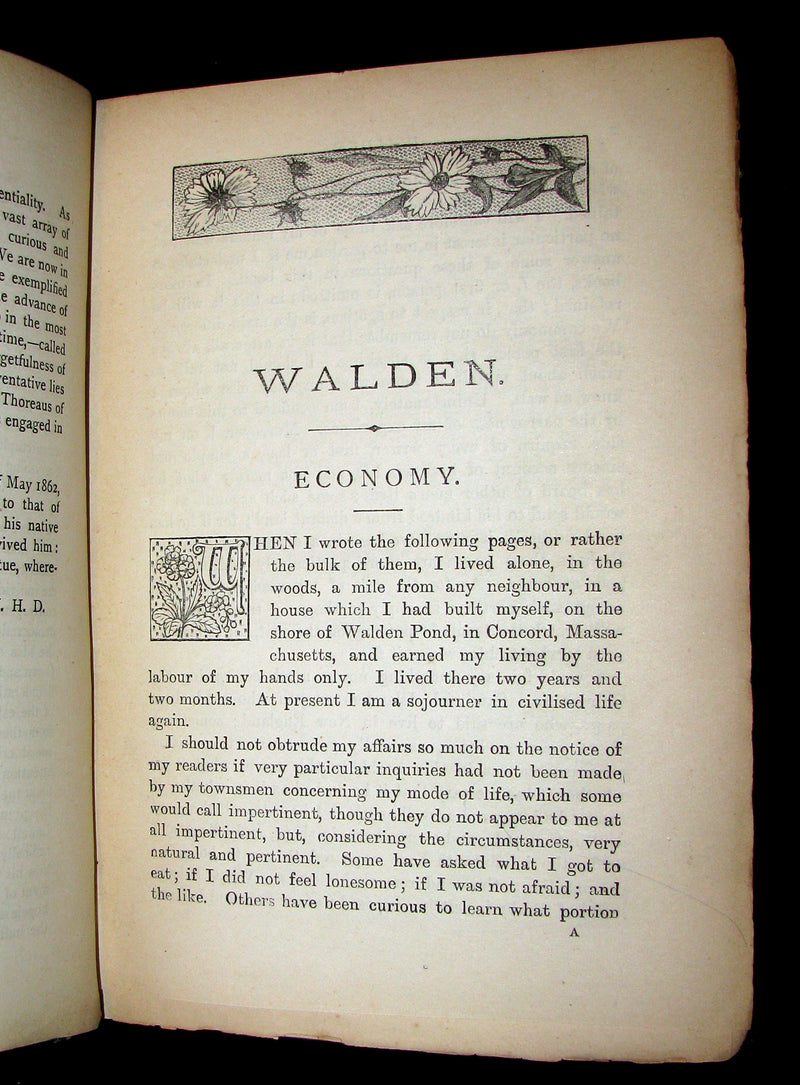 entiality. As
vast array of
curious and
We are now in
e exemplified
e advance of
in the most
time,—called
getfulness of
entative lies
Thoreaus of
engaged in
May 1862,
to that of
his native
rived him:
tue, where-
. H. D.
WALDEN.
ECONOMY.
WHEN I wrote the following pages, or rather
the bulk of them, I lived alone, in the
woods, a mile from any neighbour, in a
house which I had built myself, on the
shore of Walden Pond, in Concord, Massa-
chusetts, and earned my living by the
labour of my hands only. I lived there two years and
two months. At present I am a sojourner in civilised life
again.
I should not obtrude my affairs so much on the notice of
my readers if very particular inquiries had not been made
by my townsmen concerning my mode of life, which some
would call impertinent, though they do not appear to me at
all impertinent, but, considering the circumstances, very
natural and pertinent. Some have asked what I got to
eat; if I did not feel lonesome; if I was not afraid; and
the like. Others have been curious to learn what portion
A